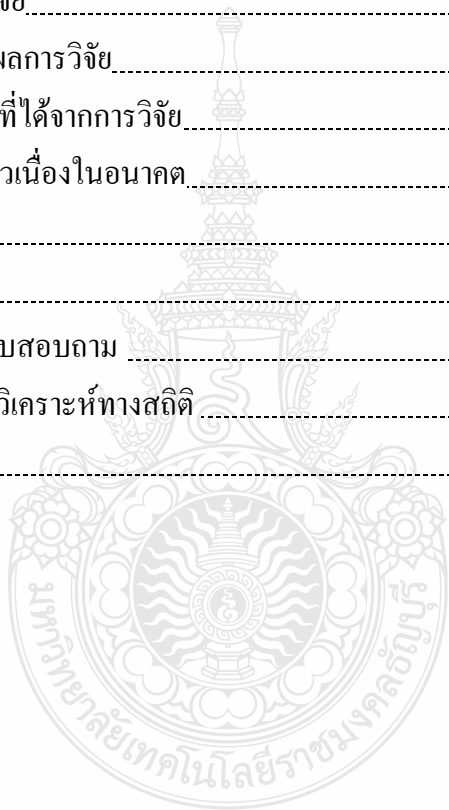 ผลการวิจัย
ที่ได้จากการวิจัย
วเนื่องในอนาคต
บสอบถาม
วิเคราะห์ทางสถิติ
มหาวิทยาลัยเทคโนโลยีราชมงคลธัญบุรี